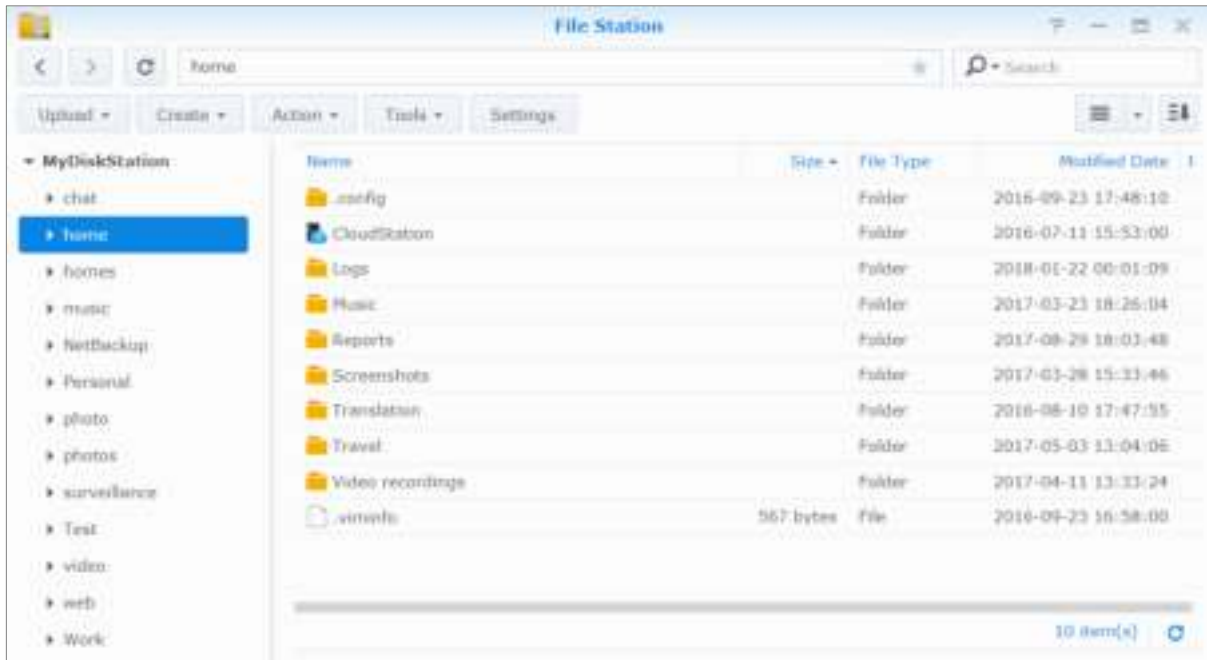 File Station
home
Search
Upload Create Action Tools Settings
MyDiskStation
chat
home
homes
music
NetBackup
Personal
photo
photos
surveillance
Test
video
web
Work
Name Size File Type Modified Date
.config Folder 2016-09-23 17:48:10
CloudStation Folder 2016-07-11 15:53:00
Logs Folder 2018-01-22 00:01:09
Music Folder 2017-03-23 18:26:04
Reports Folder 2017-08-29 18:03:48
Screenshots Folder 2017-03-28 15:33:46
Translation Folder 2016-08-10 17:47:55
Travel Folder 2017-05-03 13:04:06
Video recordings Folder 2017-04-11 13:33:24
.viminfo 567 bytes File 2016-09-23 16:58:00
10 item(s)